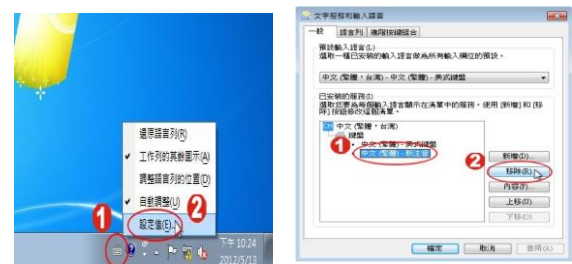 還原語言列(R)
工作列的其餘圖示(A)
調整語言列的位置(D)
自動調整(U)
設定值(E)...
1
2
下午 10:24
2012/5/13
文字服務和輸入語言
一般
語言列
進階按鍵組合
預設輸入語言(L)
選取一種已安裝的輸入語言做為所有輸入欄位的預設。
中文 (繁體，台灣) - 中文 (繁體) - 美式鍵盤
已安裝的服務(I)
選取您要為每個輸入語言顯示在清單中的服務。使用 [新增] 和 [移
除] 按鈕修改這個清單。
CH 中文 (繁體，台灣)
鍵盤
中文 (繁體) - 美式鍵盤
1
中文 (繁體) - 新注音
2
新增(D)...
移除(R)
內容(P)...
上移(U)
下移(O)
確定
取消
套用(A)